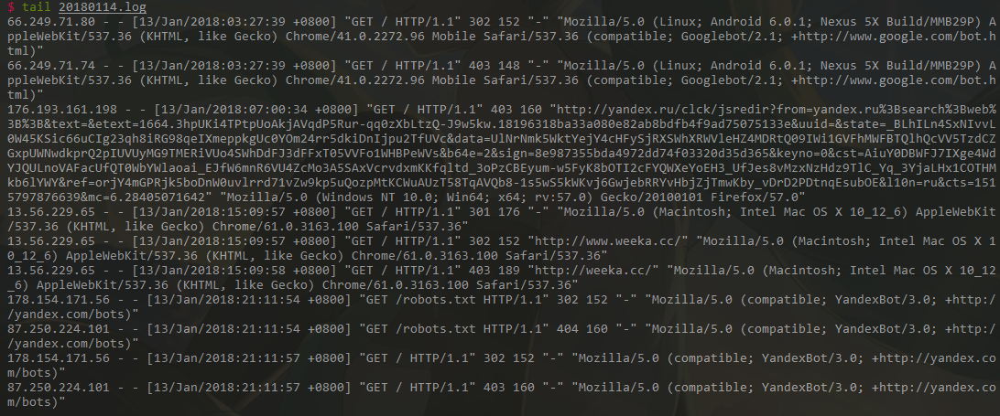 $ tail 20180114.log
66.249.71.80 - - [13/Jan/2018:03:27:39 +0800] "GET / HTTP/1.1" 302 152 "-" "Mozilla/5.0 (Linux; Android 6.0.1; Nexus 5X Build/MMB29P) A
ppleWebKit/537.36 (KHTML, like Gecko) Chrome/41.0.2272.96 Mobile Safari/537.36 (compatible; Googlebot/2.1; +http://www.google.com/bot.h
tml)"
66.249.71.74 - - [13/Jan/2018:03:27:39 +0800] "GET / HTTP/1.1" 403 148 "-" "Mozilla/5.0 (Linux; Android 6.0.1; Nexus 5X Build/MMB29P) A
ppleWebKit/537.36 (KHTML, like Gecko) Chrome/41.0.2272.96 Mobile Safari/537.36 (compatible; Googlebot/2.1; +http://www.google.com/bot.h
tml)"
176.193.161.198 - - [13/Jan/2018:07:00:34 +0800] "GET / HTTP/1.1" 403 160 "http://yandex.ru/clck/jsredir?from=yandex.ru%3Bsearch%3Bweb%
3B%3B&text=&etext=1664.3hpUKi4TPtpUoAkjAVqdP5Rur-qq0zXbLtzQ-J9w5kw.18196318ba33a080e82ab8bdfb4f9ad75075133e&uuid=&state=_BLhILn4SxNIvvL
0W45KSic66uCIg23qh8iRG98qeIXmeppkgUc0YOm24rr5dkiDnIjpu2TfUVc&data=UlNrNmk5WktYejY4cHFySjRXSWhXRWVleHZ4MDRtQ09IWi1GVFhMWFBTQlhQcVV5TzdCZ
GxpUWNwdkprQ2pIUVUyMG9TMERiVUo4SWhDdFJ3dFFxT05VVFo1WHBPeWVs&b64e=2&sign=8e987355bda4972dd74f03320d35d365&keyno=0&cst=AiuY0DBWFJ7IXge4Wd
YJQULnoVAFacUfQT0WbYWlaoai_EJfW6mnR6VU4ZcMo3A5SAxVcrvdxmKKfqltd_3oPzCBEyum-w5FyK8bOTI2cFYQWXeYoEH3_UfJes8vMzxNzHdz9TlC_Yq_3YjaLHx1COTHM
kb6lYWY&ref=orjY4mGPRjk5boDnW0uvlrrd71vZw9kp5uQozpMtKCWuAUzT58TqAVQb8-1s5wS5kWKvj6GwjebRRYvHbjZjTmwKby_vDrD2PDtnqEsubOE&l10n=ru&cts=151
5797876639&mc=6.28405071642" "Mozilla/5.0 (Windows NT 10.0; Win64; x64; rv:57.0) Gecko/20100101 Firefox/57.0"
13.56.229.65 - - [13/Jan/2018:15:09:57 +0800] "GET / HTTP/1.1" 301 176 "-" "Mozilla/5.0 (Macintosh; Intel Mac OS X 10_12_6) AppleWebKit
/537.36 (KHTML, like Gecko) Chrome/61.0.3163.100 Safari/537.36"
13.56.229.65 - - [13/Jan/2018:15:09:57 +0800] "GET / HTTP/1.1" 302 152 "http://www.weeka.cc/" "Mozilla/5.0 (Macintosh; Intel Mac OS X 1
0_12_6) AppleWebKit/537.36 (KHTML, like Gecko) Chrome/61.0.3163.100 Safari/537.36"
13.56.229.65 - - [13/Jan/2018:15:09:58 +0800] "GET / HTTP/1.1" 403 189 "http://weeka.cc/" "Mozilla/5.0 (Macintosh; Intel Mac OS X 10_12
_6) AppleWebKit/537.36 (KHTML, like Gecko) Chrome/61.0.3163.100 Safari/537.36"
178.154.171.56 - - [13/Jan/2018:21:11:54 +0800] "GET /robots.txt HTTP/1.1" 302 152 "-" "Mozilla/5.0 (compatible; YandexBot/3.0; +http:/
/yandex.com/bots)"
87.250.224.101 - - [13/Jan/2018:21:11:54 +0800] "GET /robots.txt HTTP/1.1" 404 160 "-" "Mozilla/5.0 (compatible; YandexBot/3.0; +http:/
/yandex.com/bots)"
178.154.171.56 - - [13/Jan/2018:21:11:57 +0800] "GET / HTTP/1.1" 302 152 "-" "Mozilla/5.0 (compatible; YandexBot/3.0; +http://yandex.co
m/bots)"
87.250.224.101 - - [13/Jan/2018:21:11:57 +0800] "GET / HTTP/1.1" 403 160 "-" "Mozilla/5.0 (compatible; YandexBot/3.0; +http://yandex.co
m/bots)"